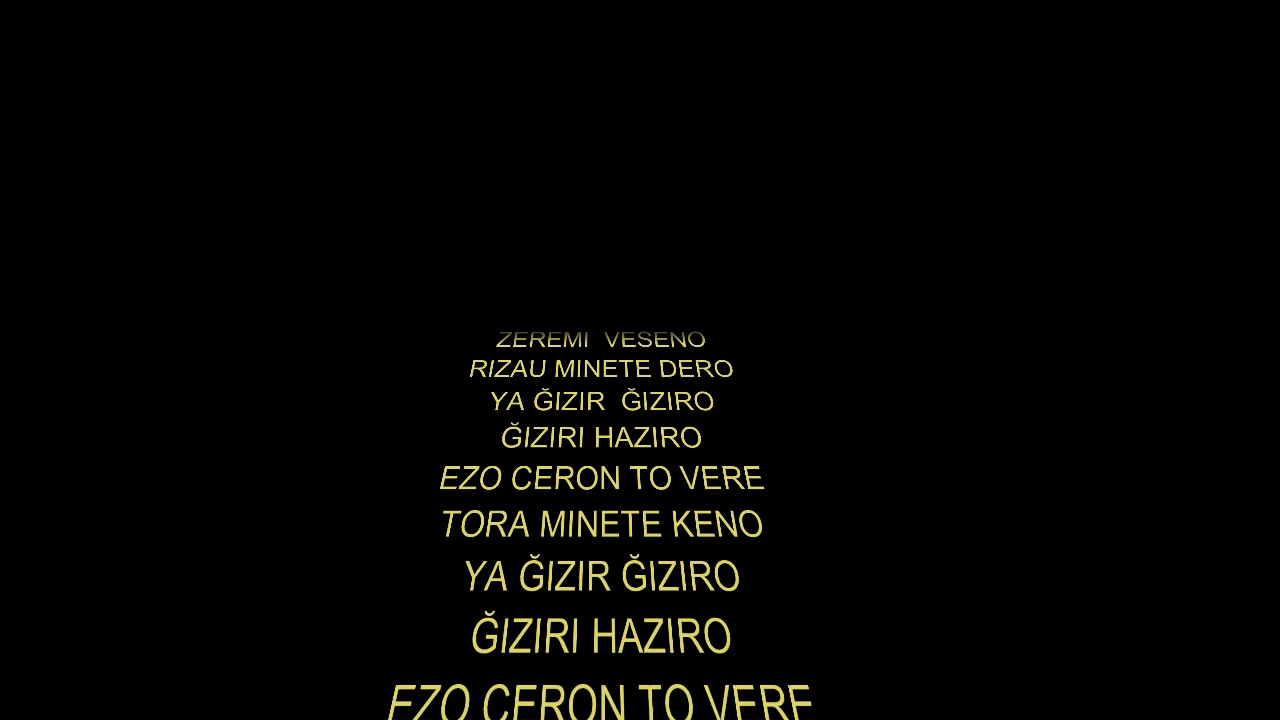 ZEREMI VESENO
RIZAU MINETE DERO
YA ĞIZIR ĞIZIRO
ĞIZIRI HAZIRO
EZO CERON TO VERE
TORA MINETE KENO
YA ĞIZIR ĞIZIRO
ĞIZIRI HAZIRO
EZO CERON TO VERE